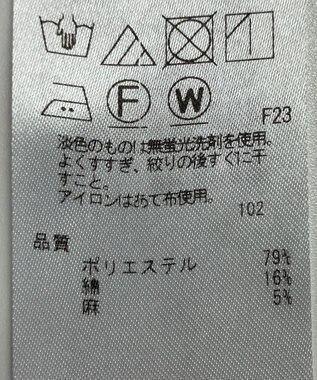 F
W
F23
淡色のものは無蛍光洗剤を使用。
よくすすぎ、絞りの後すぐに干
すこと。
アイロンはあて布使用。
102
品質
ポリエステル 79%
綿 16%
麻 5%